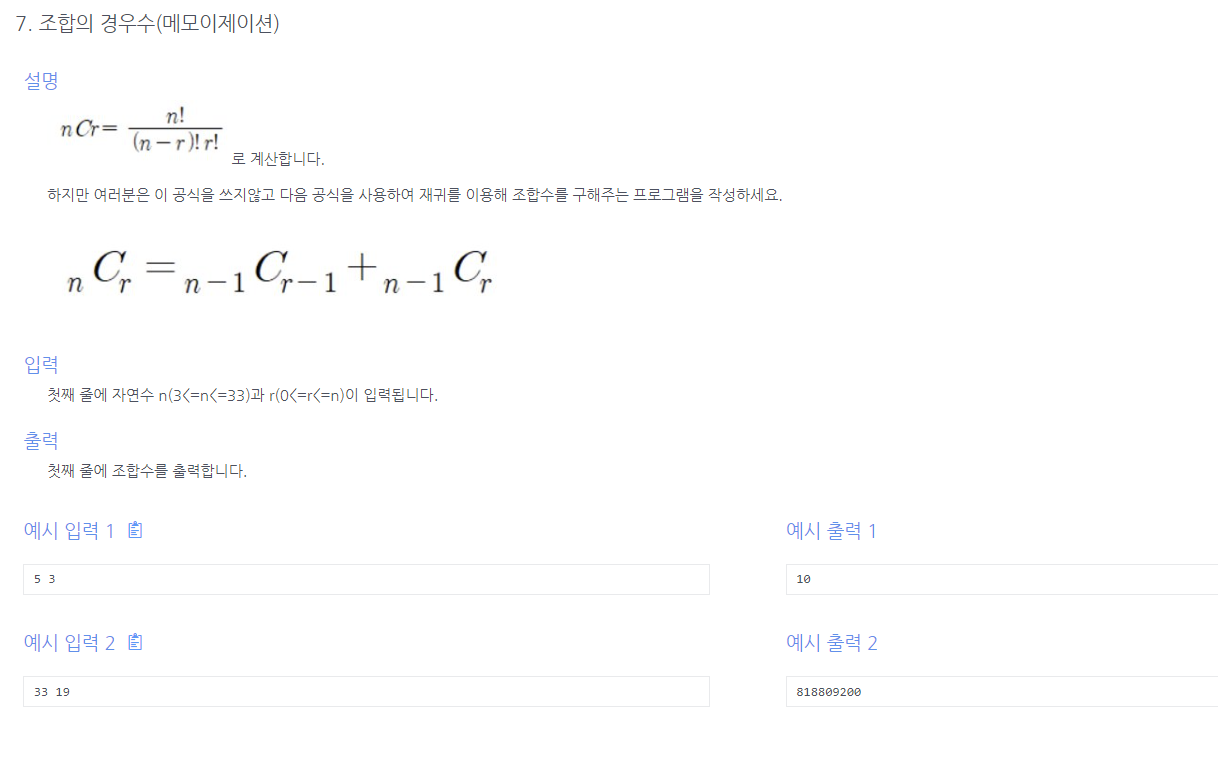 7. 조합의 경우수(메모이제이션)
설명
nCr= n! / (n-r)!r! 로 계산합니다.
하지만 여러분은 이 공식을 쓰지않고 다음 공식을 사용하여 재귀를 이용해 조합수를 구해주는 프로그램을 작성하세요.
nCr = n-1Cr-1 + n-1Cr
입력
첫째 줄에 자연수 n(3<=n<=33)과 r(0<=r<=n)이 입력됩니다.
출력
첫째 줄에 조합수를 출력합니다.
예시 입력 1
예시 출력 1
5 3
10
예시 입력 2
예시 출력 2
33 19
818809200